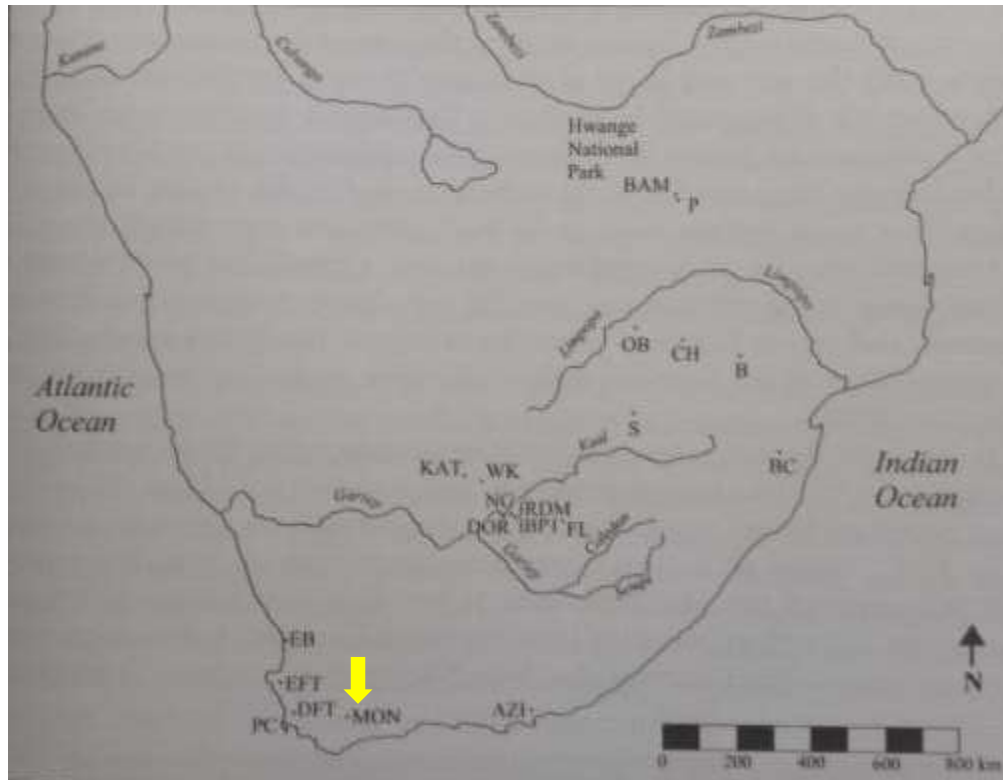 Kunene
Cubango
Zambezi
Zambezi
Hwange
National
Park
BAM
P
Limpopo
Limpopo
OB
CH
B
Atlantic
Ocean
S
Vaal
BC
Indian
Ocean
KAT
WK
Gariep
NG
RDM
DOR
BPT
FL
Caledon
Gariep
EB
EFT
DFT
MON
PC
AZI
N
0
200
400
600
800 km